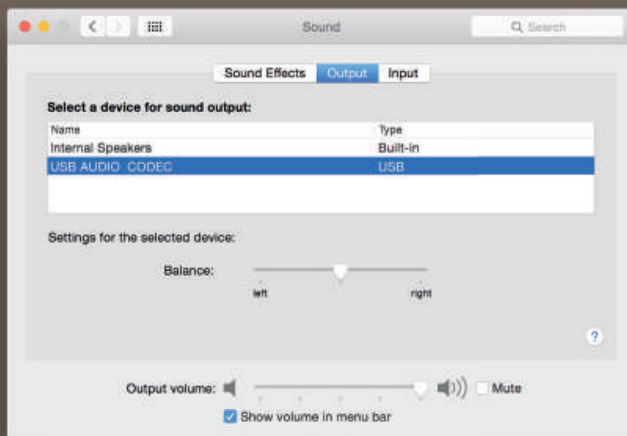 Sound
Search
Sound Effects Output Input
Select a device for sound output:
Name Type
Internal Speakers Built-in
USB AUDIO CODEC USB
Settings for the selected device:
Balance:
left right
?
Output volume: Mute
Show volume in menu bar